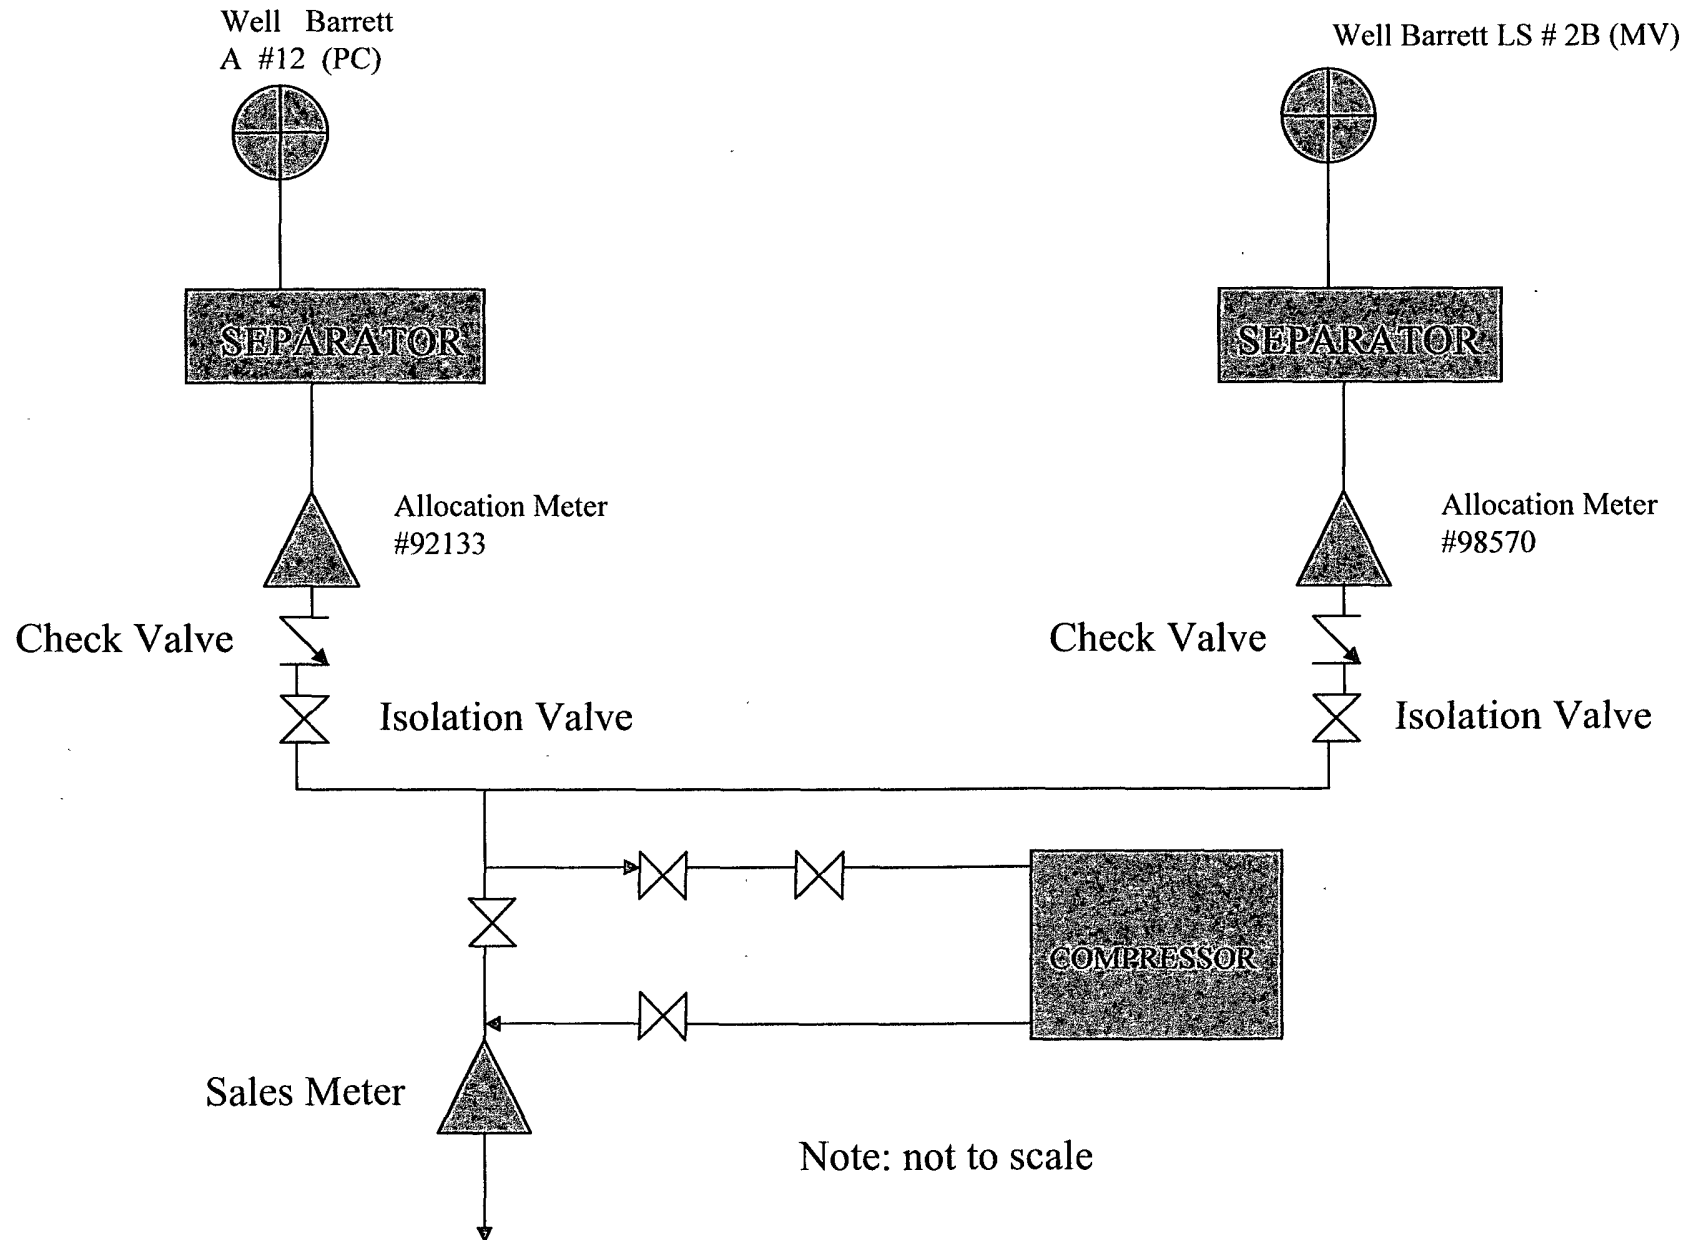 Well Barrett
A #12 (PC)
Well Barrett LS # 2B (MV)
SEPARATOR
SEPARATOR
Allocation Meter
#92133
Allocation Meter
#98570
Check Valve
Check Valve
Isolation Valve
Isolation Valve
COMPRESSOR
Sales Meter
Note: not to scale